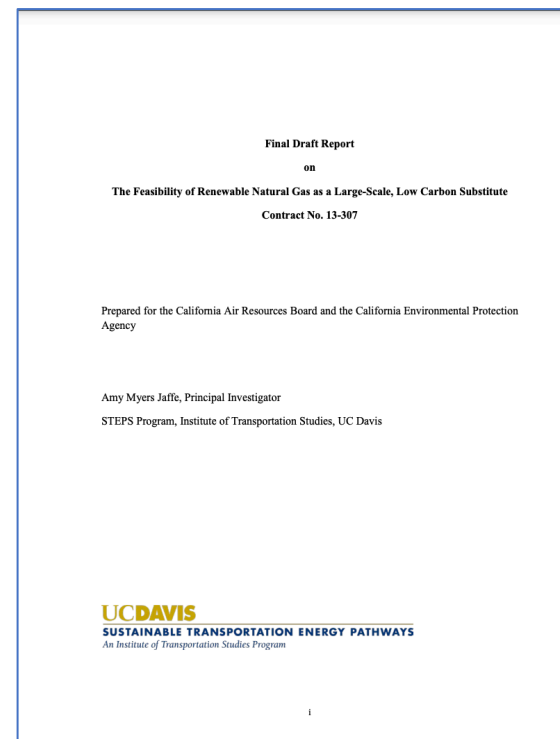 Final Draft Report
on
The Feasibility of Renewable Natural Gas as a Large-Scale, Low Carbon Substitute
Contract No. 13-307
Prepared for the California Air Resources Board and the California Environmental Protection
Agency
Amy Myers Jaffe, Principal Investigator
STEPS Program, Institute of Transportation Studies, UC Davis
UCDAVIS
SUSTAINABLE TRANSPORTATION ENERGY PATHWAYS
An Institute of Transportation Studies Program
i